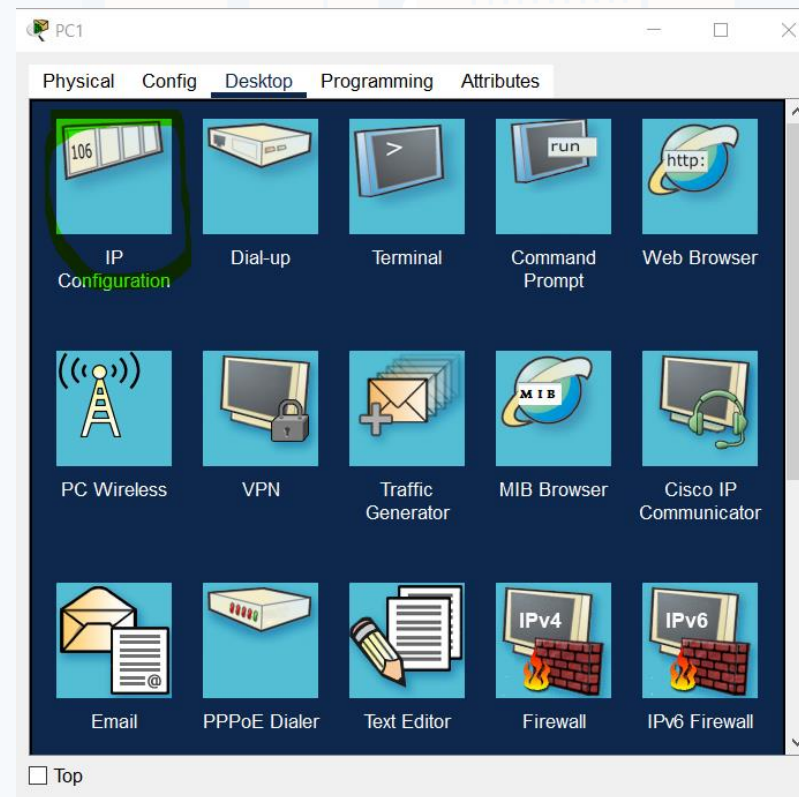 PC1
Physical Config Desktop Programming Attributes
106
>
run
http:
IP
Configuration
Dial-up
Terminal
Command
Prompt
Web Browser
MIB
PC Wireless
VPN
Traffic
Generator
MIB Browser
Cisco IP
Communicator
@
IPv4
IPv6
Email
PPPoE Dialer
Text Editor
Firewall
IPv6 Firewall
Top